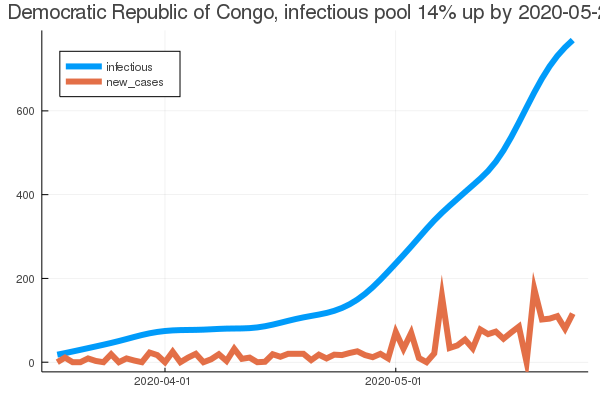 Democratic Republic of Congo, infectious pool 14% up by 2020-05-2
infectious
new_cases
600
400
200
0
2020-04-01 2020-05-01